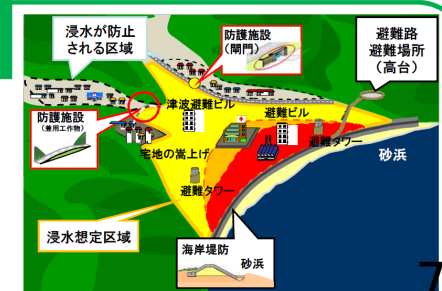 浸水が防止
される区域
防護施設
（閘門）
避難路
避難場所
（高台）
防護施設
（兼用工作物）
津波避難ビル
避難ビル
宅地の嵩上げ
避難タワー
避難タワー
砂浜
浸水想定区域
海岸堤防
砂浜
7